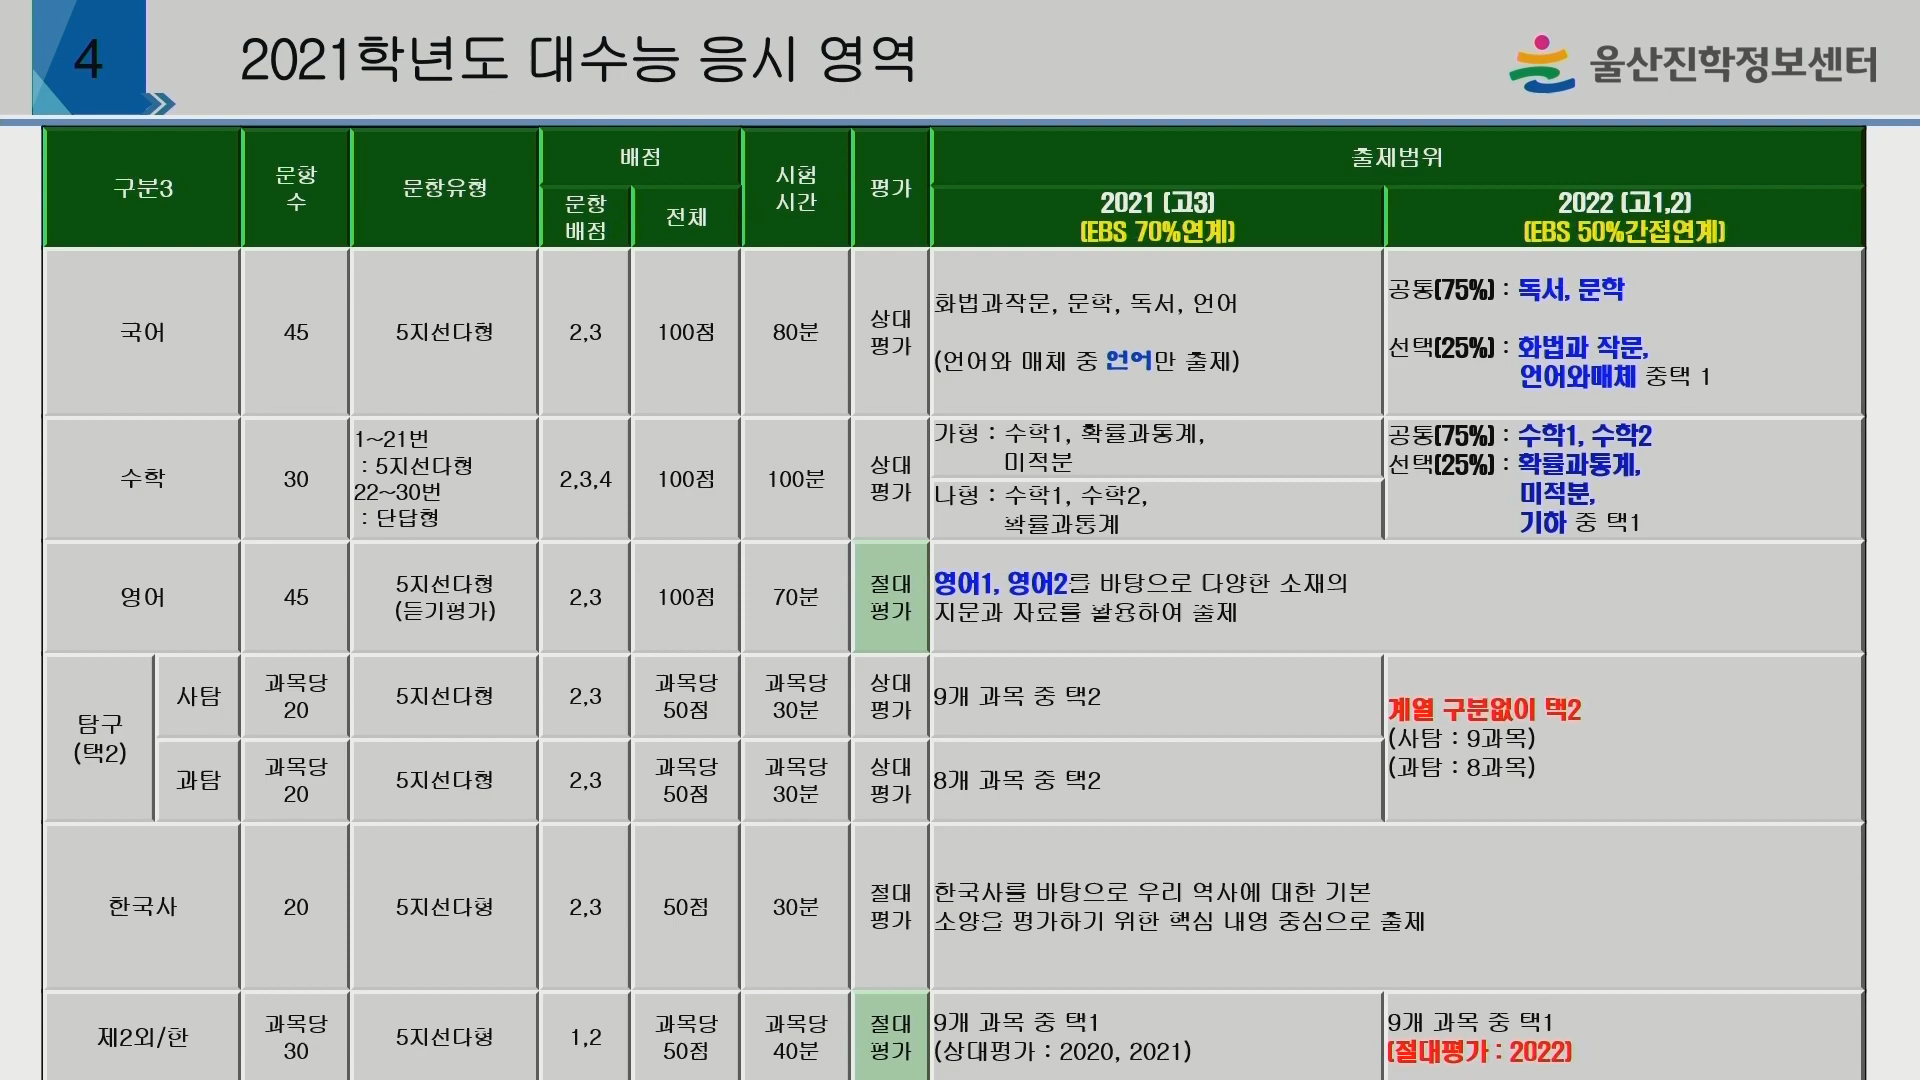 4
2021학년도 대수능 응시 영역
울산진학정보센터
구분3
문항
수
문항유형
배점
문항
배점
전체
시험
시간
평가
출제범위
2021 (고3)
(EBS 70%연계)
2022 (고1,2)
(EBS 50%간접연계)
국어
45
5지선다형
2,3
100점
80분
상대
평가
화법과작문, 문학, 독서, 언어
(언어와 매체 중 언어만 출제)
공통(75%) : 독서, 문학
선택(25%) : 화법과 작문,
언어와매체 중택 1
수학
30
1~21번
: 5지선다형
22~30번
: 단답형
2,3,4
100점
100분
상대
평가
가형 : 수학1, 확률과통계,
미적분
나형 : 수학1, 수학2,
확률과통계
공통(75%) : 수학1, 수학2
선택(25%) : 확률과통계,
미적분,
기하 중 택1
영어
45
5지선다형
(듣기평가)
2,3
100점
70분
절대
평가
영어1, 영어2를 바탕으로 다양한 소재의
지문과 자료를 활용하여 출제
탐구
(택2)
사탐
과목당
20
5지선다형
2,3
과목당
50점
과목당
30분
상대
평가
9개 과목 중 택2
계열 구분없이 택2
(사탐 : 9과목)
(과탐 : 8과목)
과탐
과목당
20
5지선다형
2,3
과목당
50점
과목당
30분
상대
평가
8개 과목 중 택2
한국사
20
5지선다형
2,3
50점
30분
절대
평가
한국사를 바탕으로 우리 역사에 대한 기본
소양을 평가하기 위한 핵심 내영 중심으로 출제
제2외/한
과목당
30
5지선다형
1,2
과목당
50점
과목당
40분
절대
평가
9개 과목 중 택1
(상대평가 : 2020, 2021)
9개 과목 중 택1
(절대평가 : 2022)